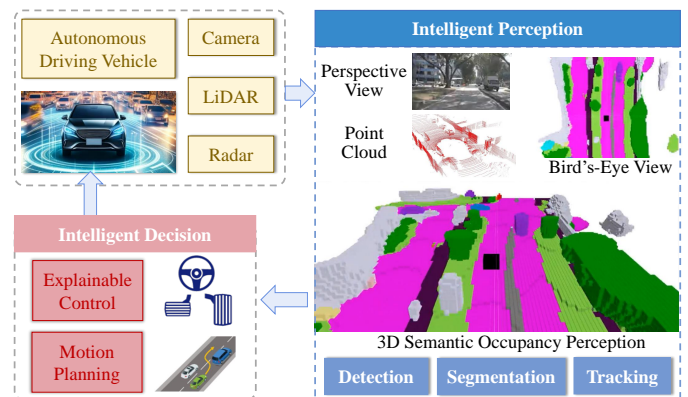 Autonomous
Driving Vehicle
Camera
LiDAR
Radar
Intelligent Perception
Perspective
View
Point
Cloud
Bird's-Eye View
3D Semantic Occupancy Perception
Detection
Segmentation
Tracking
Intelligent Decision
Explainable
Control
Motion
Planning